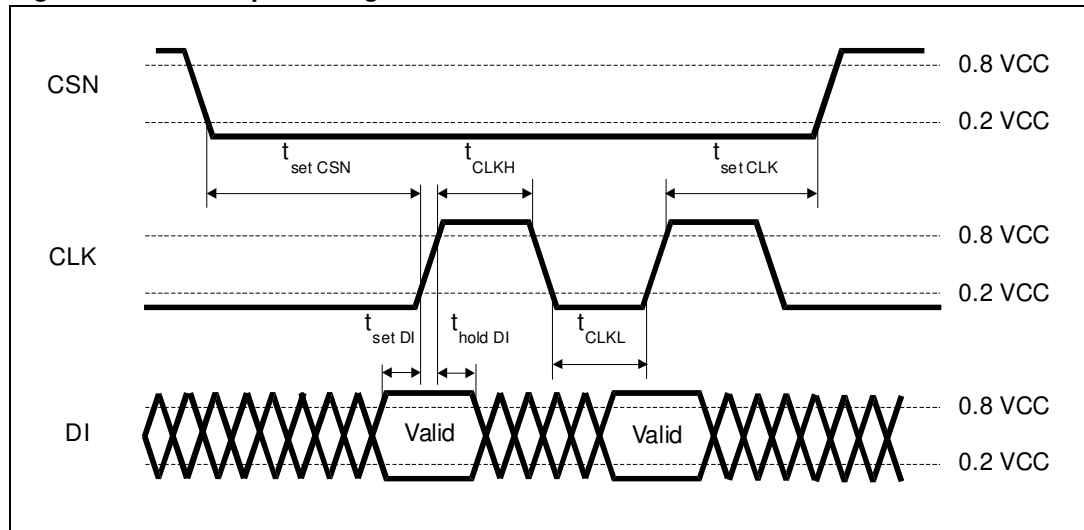 0.8 VCC
CSN
0.2 VCC
t set CSN
t CLKH
t set CLK
0.8 VCC
CLK
0.2 VCC
t set DI
t hold DI
t CLKL
0.8 VCC
DI
Valid
Valid
0.2 VCC